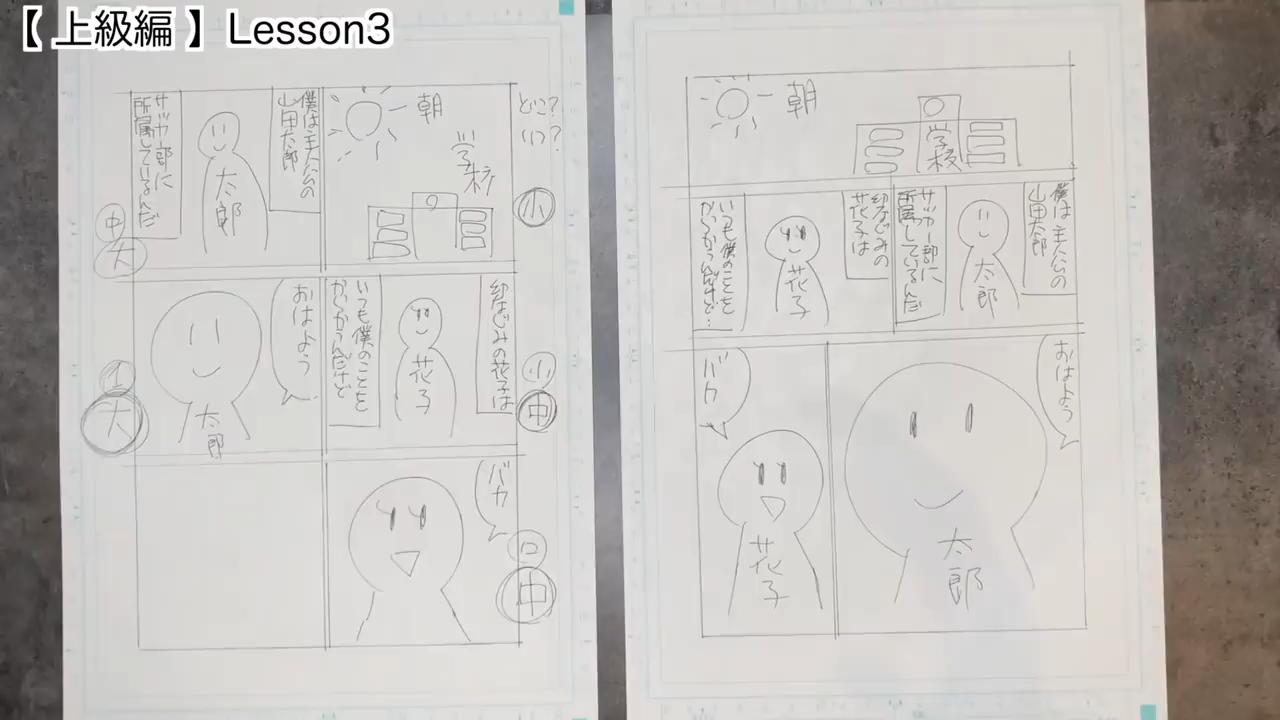 【 上級編 】 Lesson3
どこ?
いつ?
朝
学校
小
僕は主人公の
山田太郎
太郎
サッカー部に
所属しているんだ
中
大
幼なじみの花子は
花子
いつも僕のことを
からかうんだけど
小
中
おはよう
太郎
大
バカ
中
朝
学校
僕は主人公の
山田太郎
太郎
サッカー部に
所属しているんだ
幼なじみの
花子は
花子
いつも僕のことを
からかうんだけど…
おはよう
太郎
バカ
花子